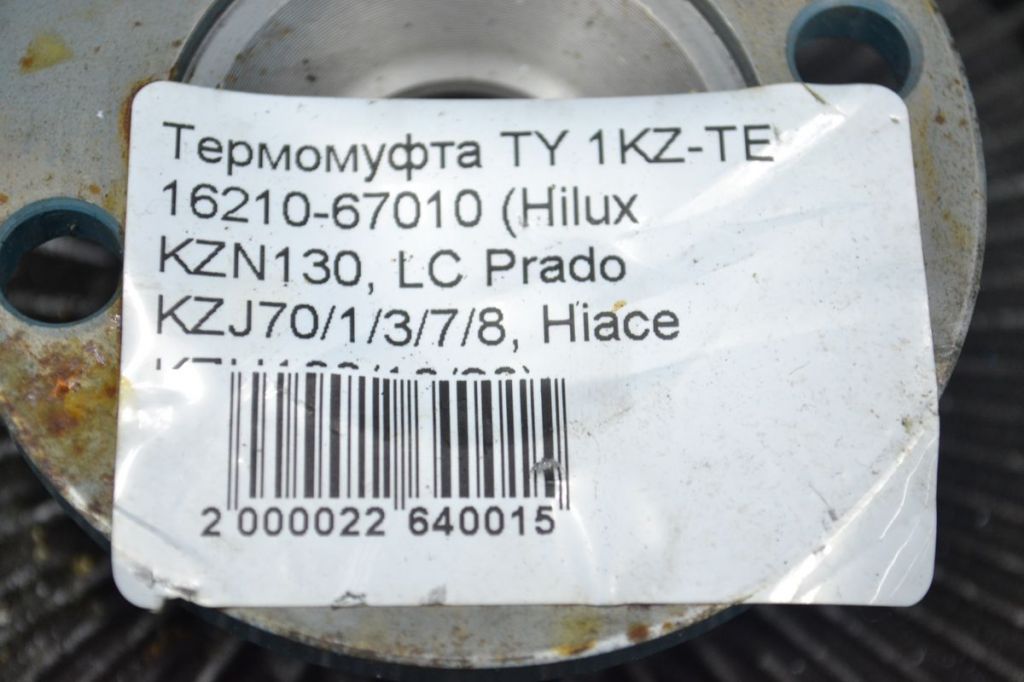 Термомуфта TY 1KZ-TE
16210-67010 (Hilux
KZN130, LC Prado
KZJ70/1/3/7/8, Hiace
2 000022 640015